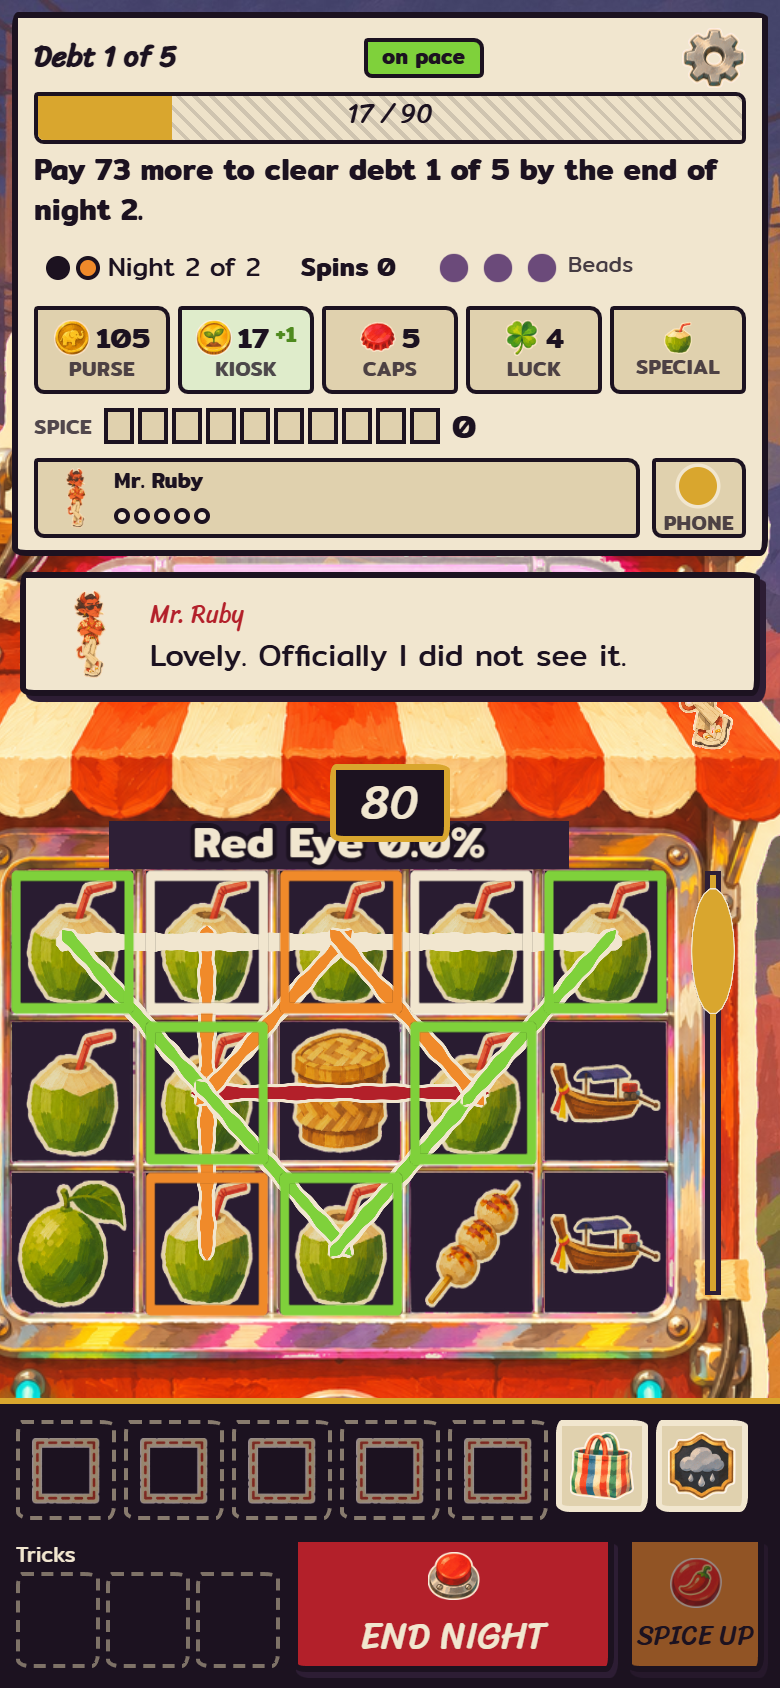 Debt 1 of 5
on pace
17 / 90
Pay 73 more to clear debt 1 of 5 by the end of
night 2.
Night 2 of 2
Spins 0
Beads
105
PURSE
17 +1
KIOSK
5
CAPS
4
LUCK
SPECIAL
SPICE
0
Mr. Ruby
PHONE
Mr. Ruby
Lovely. Officially I did not see it.
80
Red Eye 0.0%
Tricks
END NIGHT
SPICE UP